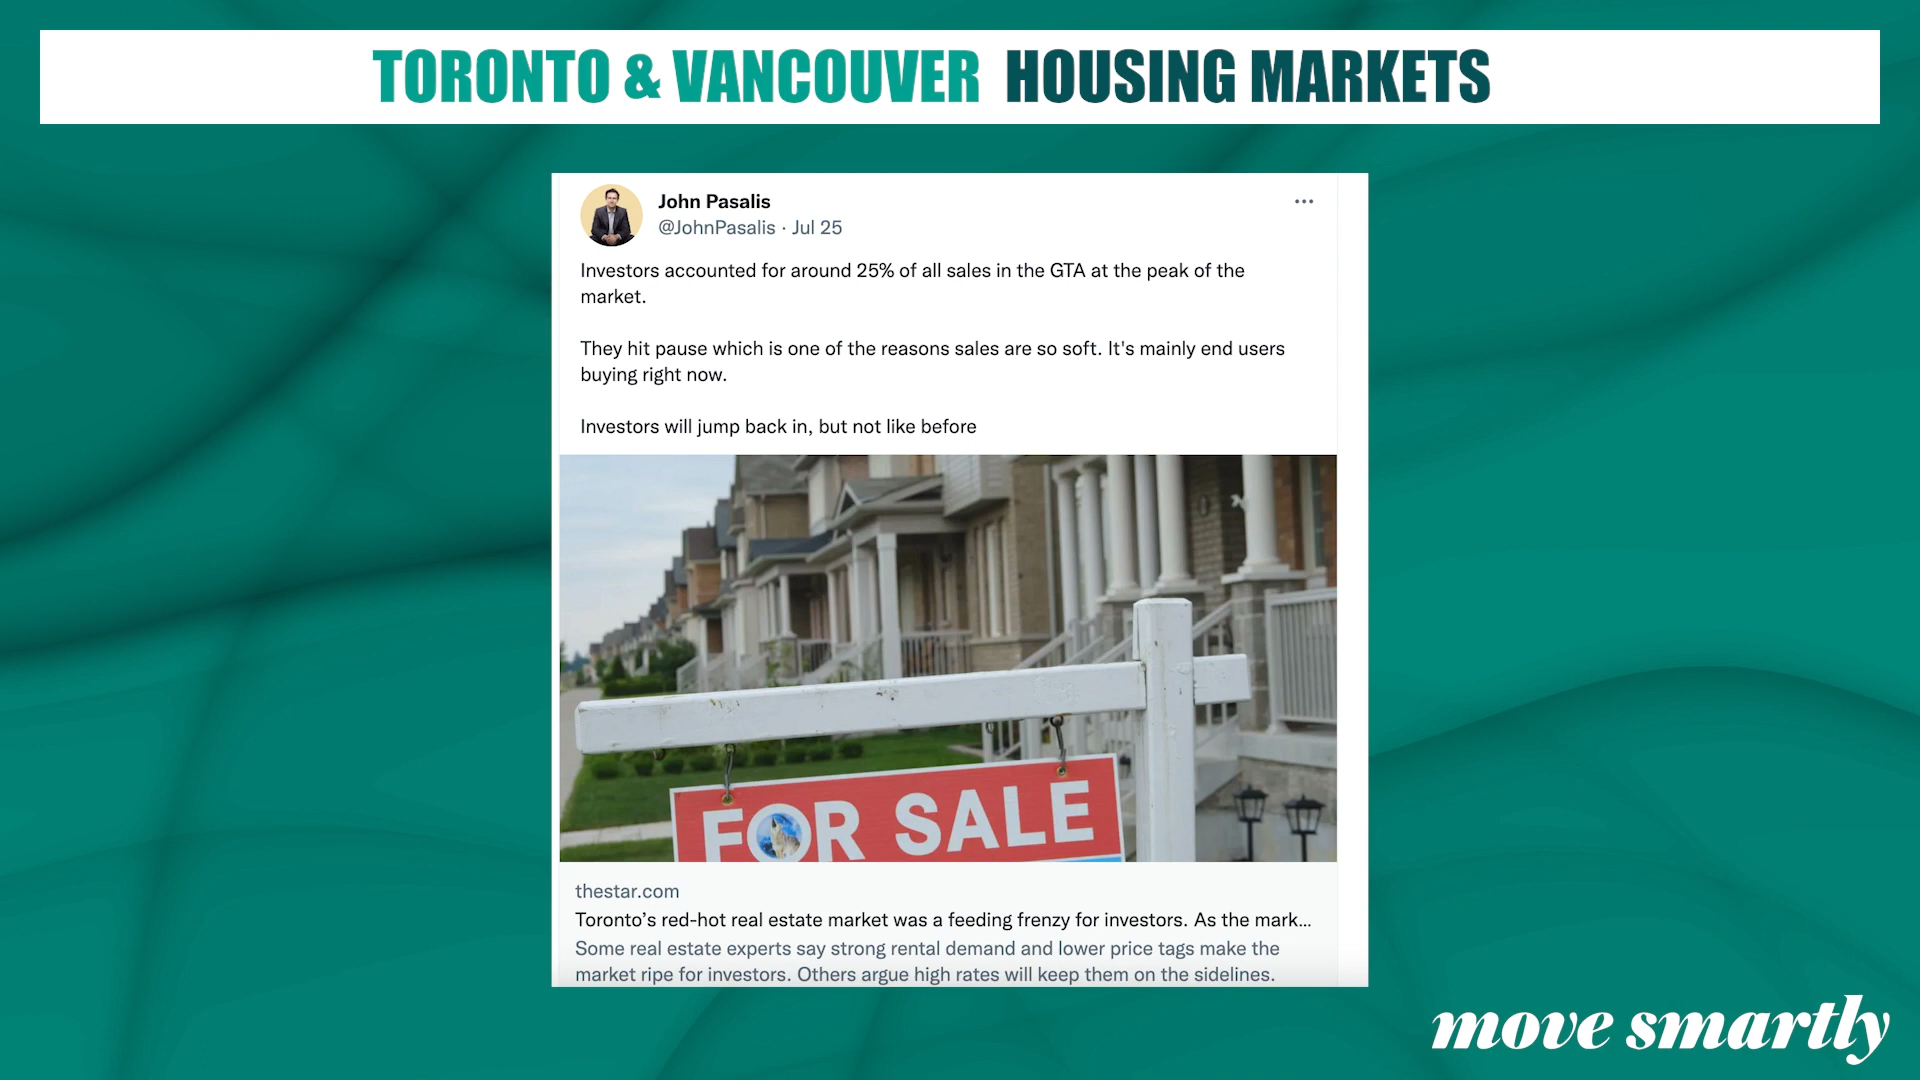 TORONTO & VANCOUVER HOUSING MARKETS
John Pasalis
@JohnPasalis · Jul 25
Investors accounted for around 25% of all sales in the GTA at the peak of the
market.
They hit pause which is one of the reasons sales are so soft. It's mainly end users
buying right now.
Investors will jump back in, but not like before
FOR SALE
thestar.com
Toronto’s red-hot real estate market was a feeding frenzy for investors. As the mark...
Some real estate experts say strong rental demand and lower price tags make the
market ripe for investors. Others argue high rates will keep them on the sidelines.
move smartly